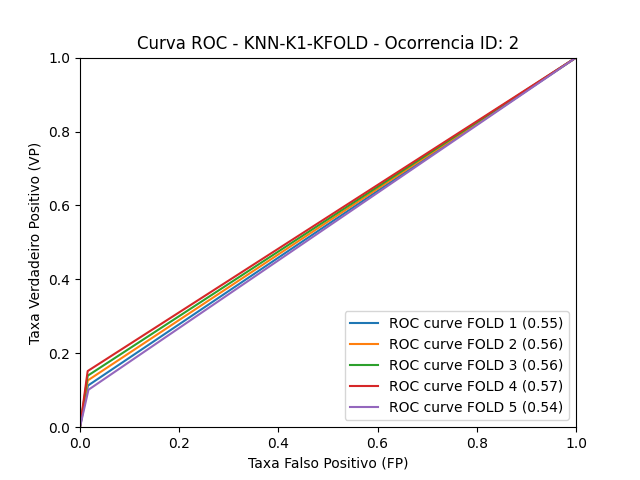 Curva ROC - KNN-K1-KFOLD - Ocorrencia ID: 2
Taxa Verdadeiro Positivo (VP)
1.0
0.8
0.6
0.4
0.2
0.0
ROC curve FOLD 1 (0.55)
ROC curve FOLD 2 (0.56)
ROC curve FOLD 3 (0.56)
ROC curve FOLD 4 (0.57)
ROC curve FOLD 5 (0.54)
0.0 0.2 0.4 0.6 0.8 1.0
Taxa Falso Positivo (FP)